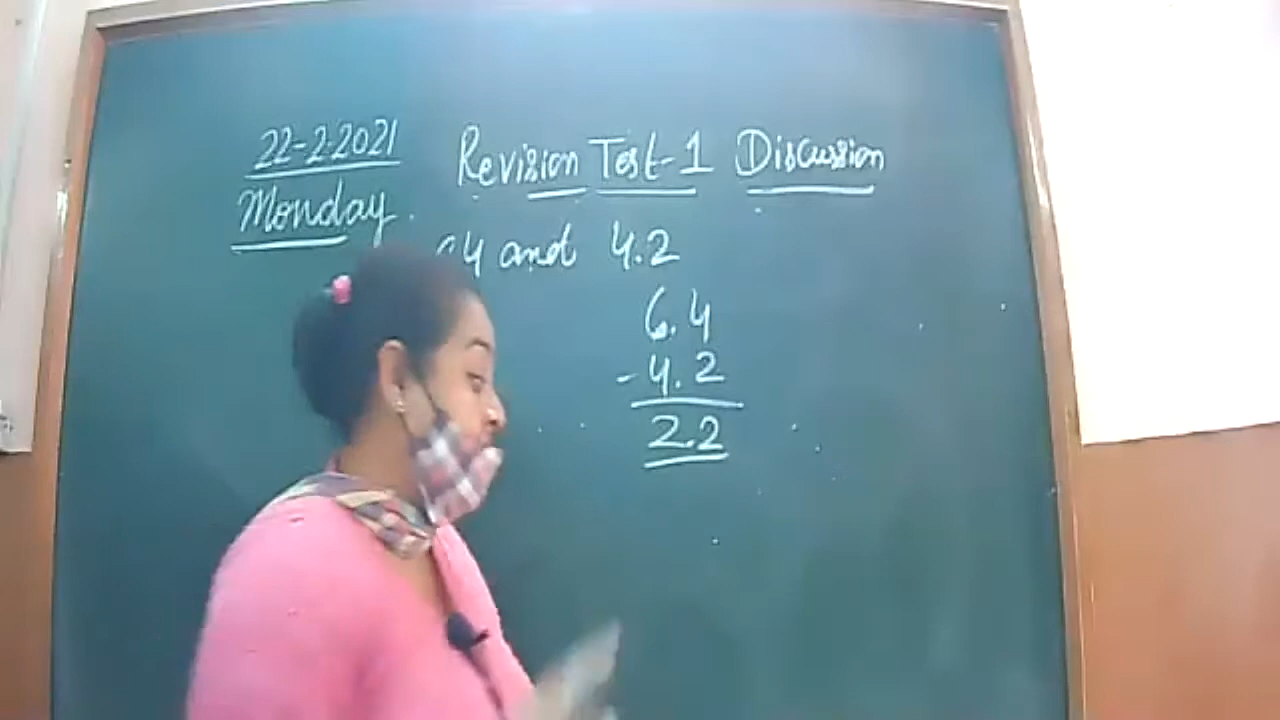 22-2-2021 Revision Test-1 Discussion
Monday.
4 and 4.2
6.4
-4.2
2.2